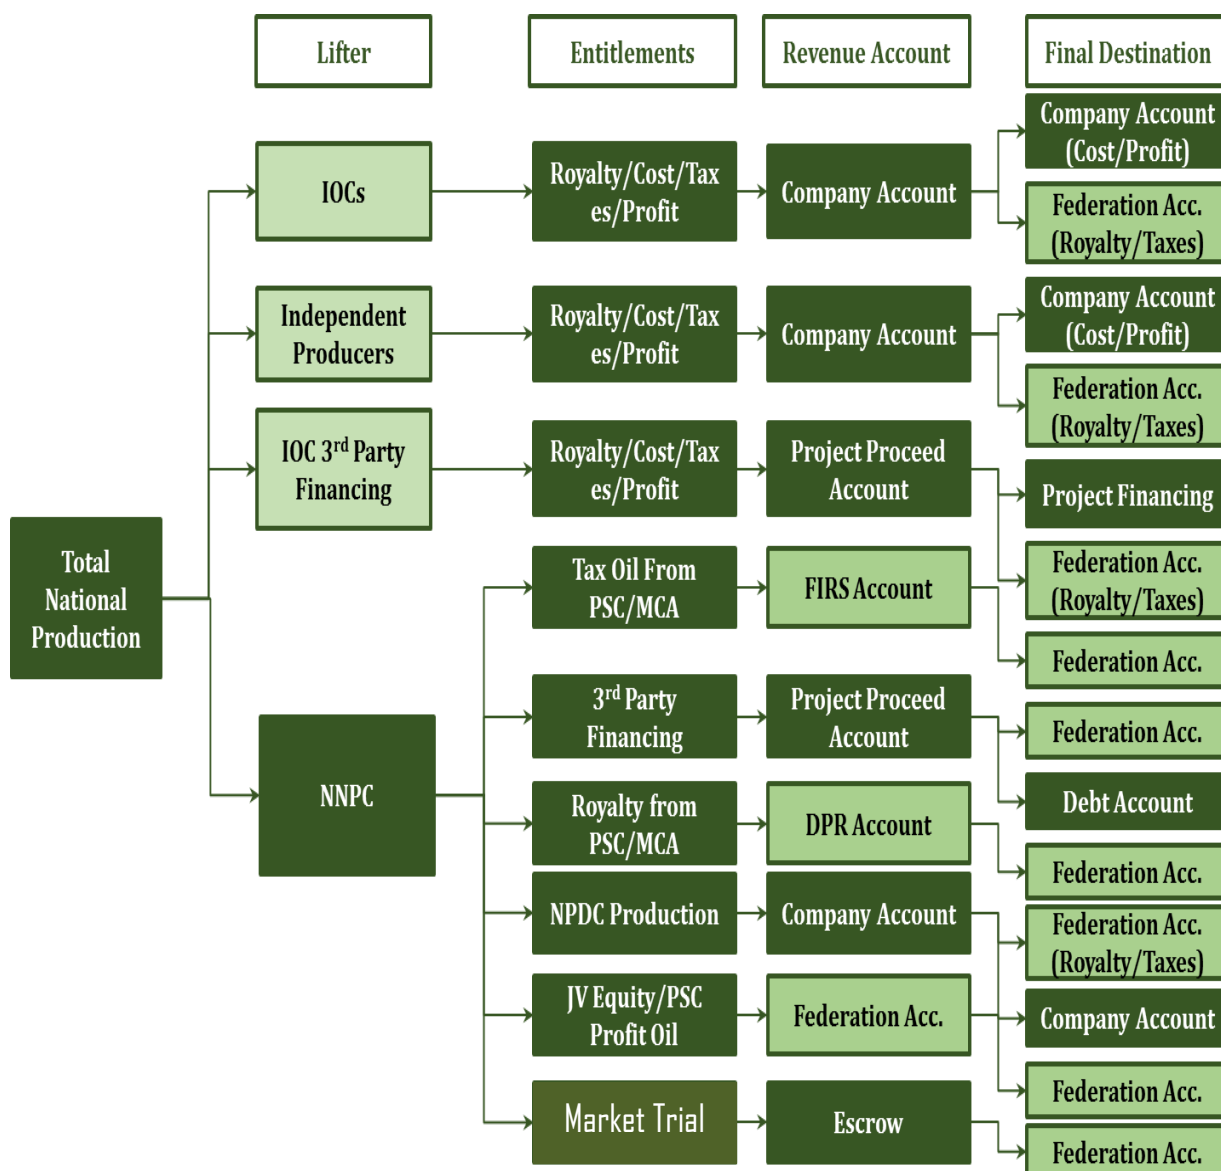 Lifter
Entitlements
Revenue Account
Final Destination
Company Account
(Cost/Profit)
IOCs
Royalty/Cost/Tax
es/Profit
Company Account
Federation Acc.
(Royalty/Taxes)
Independent
Producers
Royalty/Cost/Tax
es/Profit
Company Account
Company Account
(Cost/Profit)
Federation Acc.
(Royalty/Taxes)
IOC 3rd Party
Financing
Royalty/Cost/Tax
es/Profit
Project Proceed
Account
Project Financing
Federation Acc.
(Royalty/Taxes)
Total
National
Production
NNPC
Tax Oil From
PSC/MCA
FIRS Account
Federation Acc.
3rd Party
Financing
Project Proceed
Account
Federation Acc.
Debt Account
Royalty from
PSC/MCA
DPR Account
Federation Acc.
NPDC Production
Company Account
Federation Acc.
(Royalty/Taxes)
Company Account
JV Equity/PSC
Profit Oil
Federation Acc.
Federation Acc.
Market Trial
Escrow
Federation Acc.